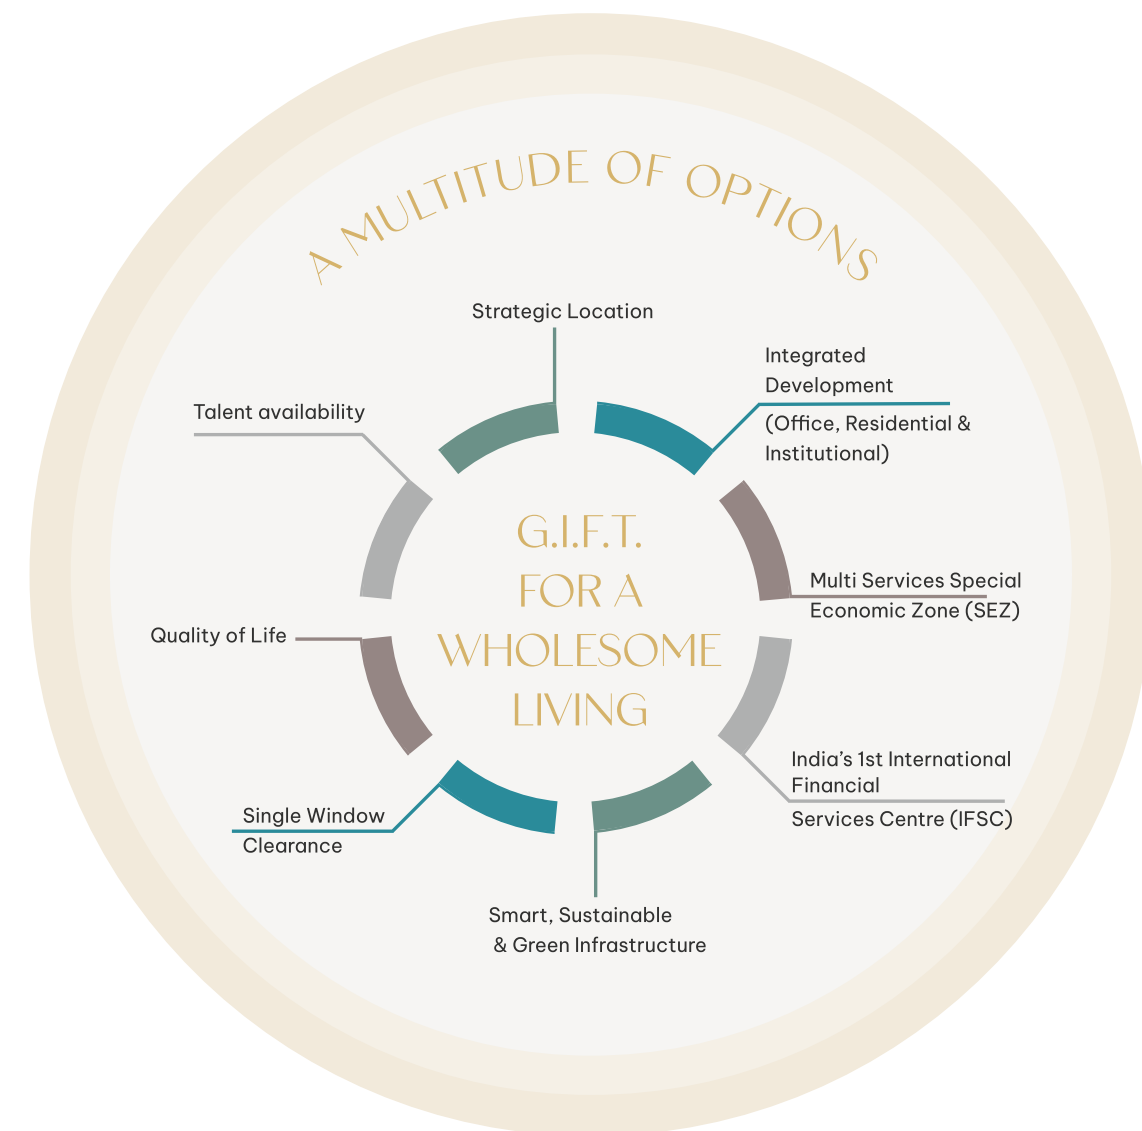 A MULTITUDE OF OPTIONS
Strategic Location
Integrated
Development
(Office, Residential &
Institutional)
Talent availability
G.I.F.T.
FOR A
WHOLESOME
LIVING
Multi Services Special
Economic Zone (SEZ)
Quality of Life
India’s 1st International
Financial
Services Centre (IFSC)
Single Window
Clearance
Smart, Sustainable
& Green Infrastructure